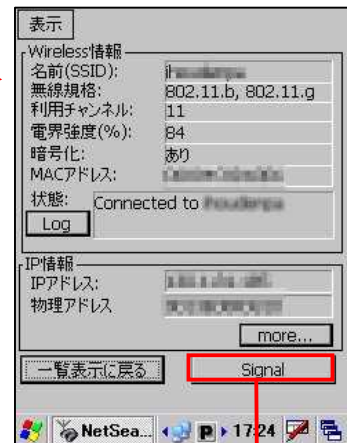 表示
Wireless情報
名前(SSID):
無線規格: 802.11.b, 802.11.g
利用チャンネル: 11
電界強度(%): 84
暗号化: あり
MACアドレス:
状態: Connected to
Log
IP情報
IPアドレス:
物理アドレス
more...
一覧表示に戻る Signal
NetSea... 17:24